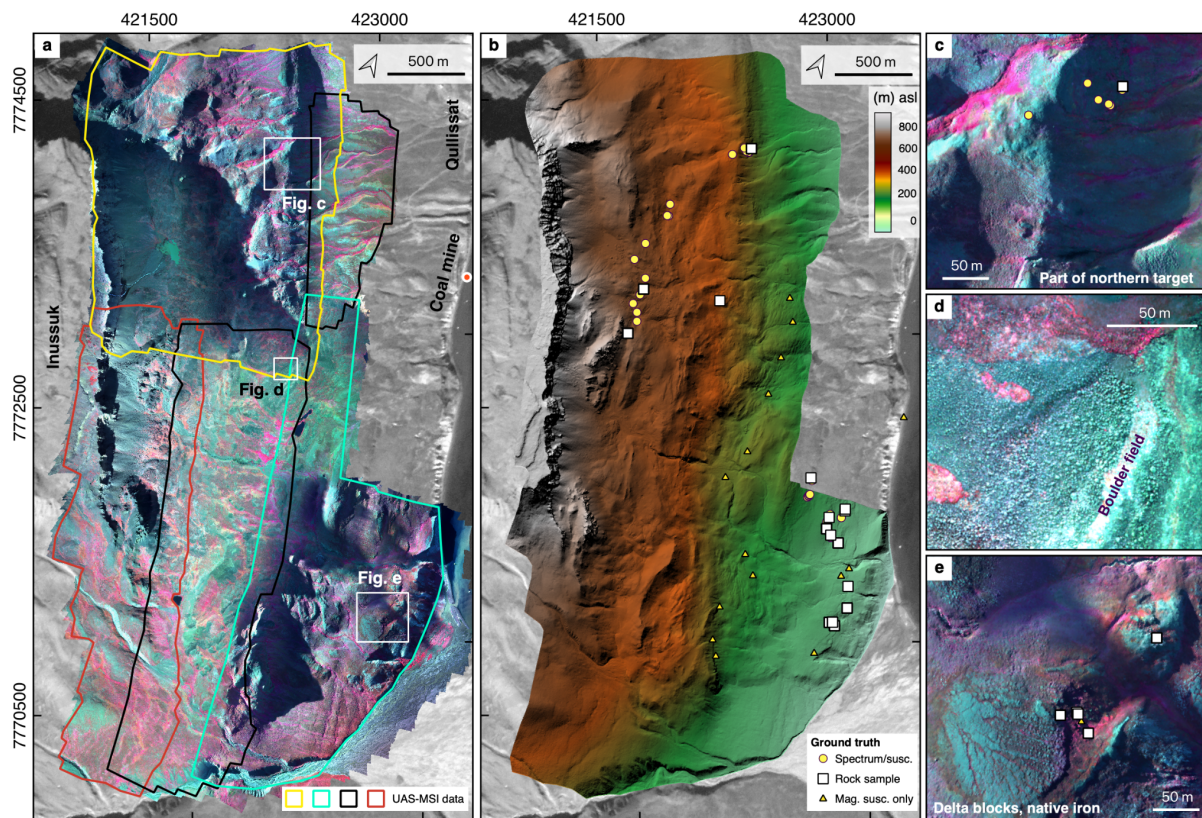 421500
423000
a
500 m
7774500
7772500
7770500
Qullissat
Coal mine
Inussuk
Fig. c
Fig. d
Fig. e
UAS-MSI data
421500
423000
b
500 m
(m) asl
800
600
400
200
0
Ground truth
Spectrum/susc.
Rock sample
Mag. susc. only
c
50 m
Part of northern target
d
50 m
Boulder field
e
50 m
Delta blocks, native iron